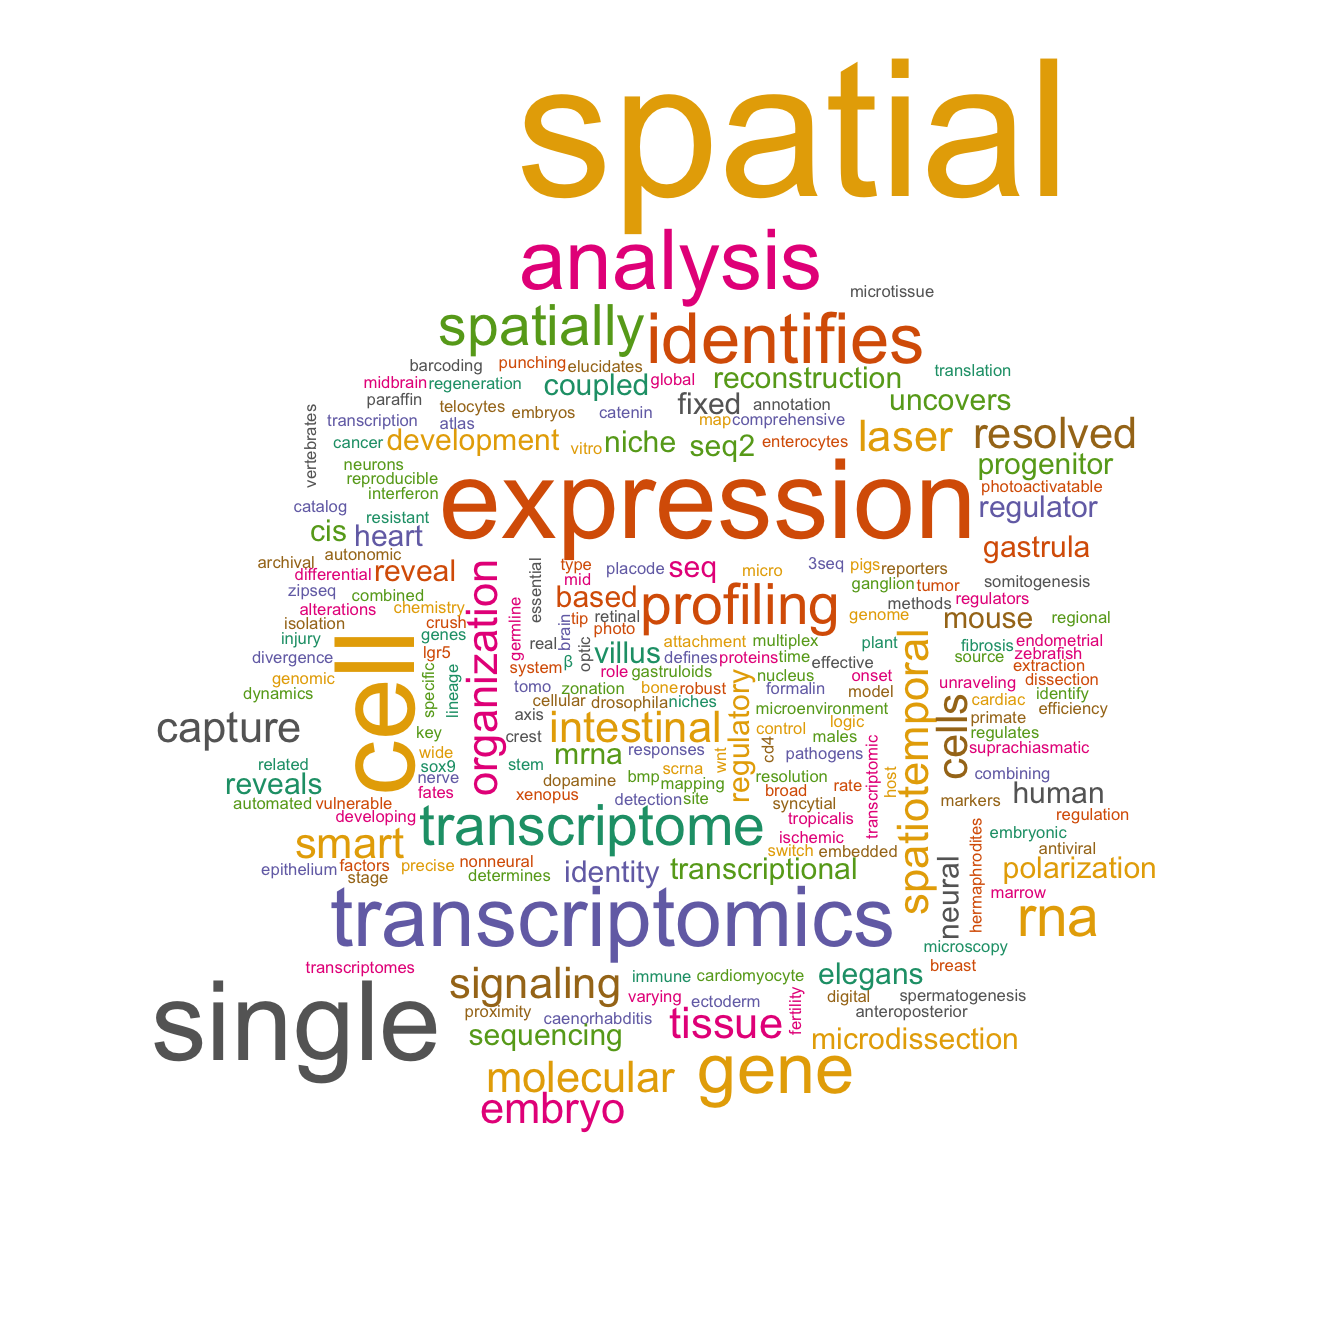 spatial
analysis
microtissue
spatially
identifies
barcoding
punching
elucidates
translation
midbrain
regeneration
coupled
global
reconstruction
paraffin
telocytes
embryos
catenin
fixed
annotation
uncovers
vertebrates
transcription
atlas
map
comprehensive
cancer
development
vitro
niche
seq2
enterocytes
laser
resolved
neurons
reproducible
interferon
expression
progenitor
photoactivatable
catalog
resistant
regulator
cis
heart
gastrula
archival
autonomic
differential
reveal
organization
essential
type
mid
placode
seq
micro
3seq
pigs
reporters
ganglion
tumor
somitogenesis
zipseq
combined
based
profiling
methods
regulators
alterations
chemistry
germline
tip
retinal
genome
mouse
regional
isolation
crush
photo
injury
cell
genes
real
brain
optic
villus
attachment
multiplex
plant
spatiotemporal
fibrosis
endometrial
divergence
lgr5
system
β
defines
proteins
time
effective
source
zebrafish
genomic
specific
lineage
role
gastruloids
regulatory
nucleus
onset
extraction
dynamics
tomo
zonation
bone
robust
formalin
model
unraveling
dissection
cellular
drosophila
niches
microenvironment
cells
cardiac
identify
efficiency
capture
key
axis
intestinal
control
logic
primate
crest
males
regulates
wide
mrna
responses
wnt
cd4
pathogens
transcriptomic
suprachiasmatic
related
sox9
stem
scrna
host
combining
reveals
nerve
dopamine
bmp
mapping
resolution
rate
human
fates
xenopus
detection
site
broad
syncytial
markers
automated
vulnerable
developing
transcriptome
tropicalis
regulation
smart
ischemic
hermaphrodites
embryonic
switch
embedded
neural
antiviral
epithelium
factors
precise
nonneural
identity
transcriptional
polarization
stage
determines
transcriptomics
marrow
rna
microscopy
transcriptomes
signaling
immune
cardiomyocyte
elegans
breast
single
varying
ectoderm
fertility
digital
spermatogenesis
proximity
caenorhabditis
tissue
anteroposterior
sequencing
microdissection
molecular
gene
embryo